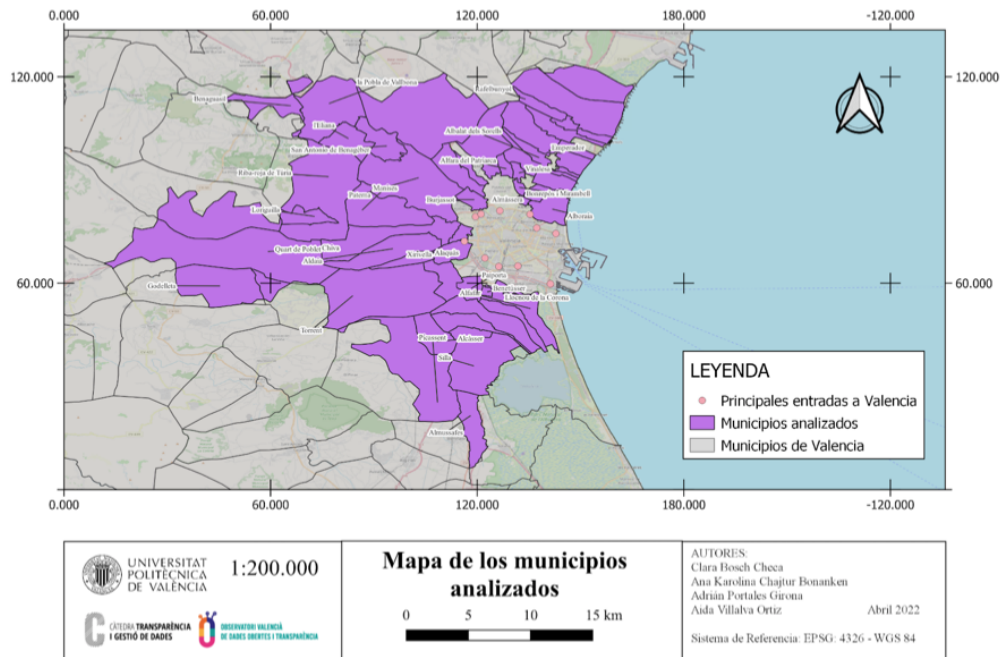 0.000 60.000 120.000 180.000 -120.000
120.000 120.000
la Pobla de Vallbona
Rafelbunyol
Benaguasil
l'Eliana
Albalat dels Sorells
San Antonio de Benagéber
Emperador
Alfara del Patriarca
Vinalesa
Riba-roja de Túria
Manises
Paterna
Bonrepòs i Mirambell
Burjassot
Almàssera
Loriguilla
Alboraia
Quart de Poblet Chiva
Xirivella Alaquàs
Aldaia
Paiporta
60.000 60.000
Godelleta
Benetússer
Alfafar
Llocnou de la Corona
Torrent
Picassent Alcàsser
Silla
Almussafes
LEYENDA
Principales entradas a Valencia
Municipios analizados
Municipios de Valencia
0.000 60.000 120.000 180.000 -120.000
UNIVERSITAT
POLITÈCNICA
DE VALÈNCIA
1:200.000
CÀTEDRA TRANSPARÈNCIA
I GESTIÓ DE DADES
OBSERVATORI VALENCIÀ
DE DADES OBERTES I TRANSPARÈNCIA
Mapa de los municipios
analizados
0 5 10 15 km
AUTORES:
Clara Bosch Checa
Ana Karolina Chajtur Bonanken
Adrián Portales Girona
Aida Villalva Ortiz Abril 2022
Sistema de Referencia: EPSG: 4326 - WGS 84